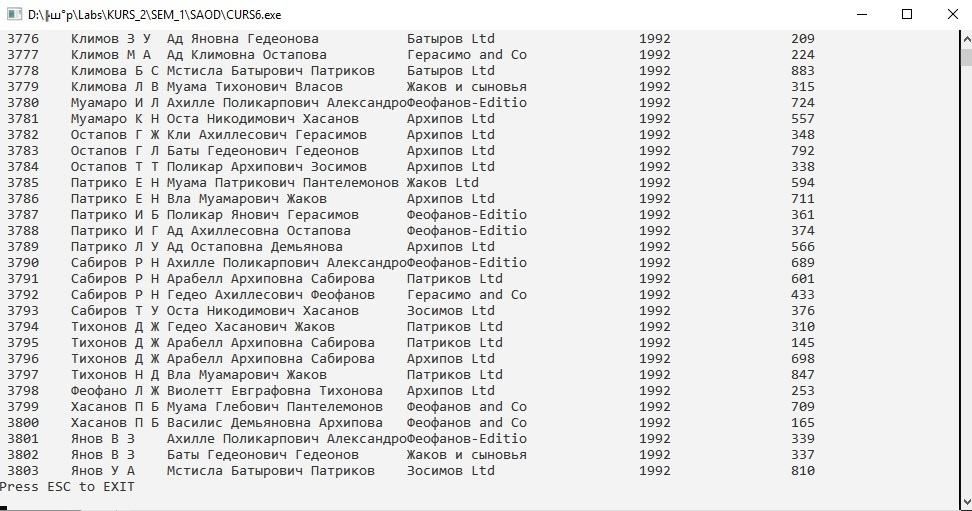 D:\╟ш°р\Labs\KURS_2\SEM_1\SAOD\CURS6.exe
3776 Климов З У Ад Яновна Гедеонова Батыров Ltd 1992 209
3777 Климов М А Ад Климовна Остапова Герасимо and Co 1992 224
3778 Климова Б С Мстисла Батырович Патриков Батыров Ltd 1992 883
3779 Климова Л В Муама Тихонович Власов Жаков и сыновья 1992 315
3780 Муамаро И Л Ахилле Поликарпович АлександроФеофанов-Editio 1992 724
3781 Муамаро К Н Оста Никодимович Хасанов Архипов Ltd 1992 557
3782 Остапов Г Ж Кли Ахиллесович Герасимов Архипов Ltd 1992 348
3783 Остапов Г Л Баты Гедеонович Гедеонов Архипов Ltd 1992 792
3784 Остапов Т Т Поликар Архипович Зосимов Архипов Ltd 1992 338
3785 Патрико Е Н Муама Патрикович Пантелемонов Жаков Ltd 1992 594
3786 Патрико Е Н Вла Муамарович Жаков Архипов Ltd 1992 711
3787 Патрико И Б Поликар Янович Герасимов Феофанов-Editio 1992 361
3788 Патрико И Г Ад Ахиллесовна Остапова Феофанов-Editio 1992 374
3789 Патрико Л У Ад Остаповна Демьянова Архипов Ltd 1992 566
3790 Сабиров Р Н Ахилле Поликарпович АлександроФеофанов-Editio 1992 689
3791 Сабиров Р Н Арабелл Архиповна Сабирова Патриков Ltd 1992 601
3792 Сабиров Р Н Гедео Ахиллесович Феофанов Герасимо and Co 1992 433
3793 Сабиров Т У Оста Никодимович Хасанов Зосимов Ltd 1992 376
3794 Тихонов Д Ж Гедео Хасанович Жаков Патриков Ltd 1992 310
3795 Тихонов Д Ж Арабелл Архиповна Сабирова Патриков Ltd 1992 145
3796 Тихонов Д Ж Арабелл Архиповна Сабирова Архипов Ltd 1992 698
3797 Тихонов Н Д Вла Муамарович Жаков Патриков Ltd 1992 847
3798 Феофано Л Ж Виолетт Евграфовна Тихонова Архипов Ltd 1992 253
3799 Хасанов П Б Муама Глебович Пантелемонов Феофанов and Co 1992 709
3800 Хасанов П Б Василис Демьяновна Архипова Феофанов and Co 1992 165
3801 Янов В З Ахилле Поликарпович АлександроФеофанов-Editio 1992 339
3802 Янов В З Баты Гедеонович Гедеонов Жаков и сыновья 1992 337
3803 Янов У А Мстисла Батырович Патриков Зосимов Ltd 1992 810
Press ESC to EXIT